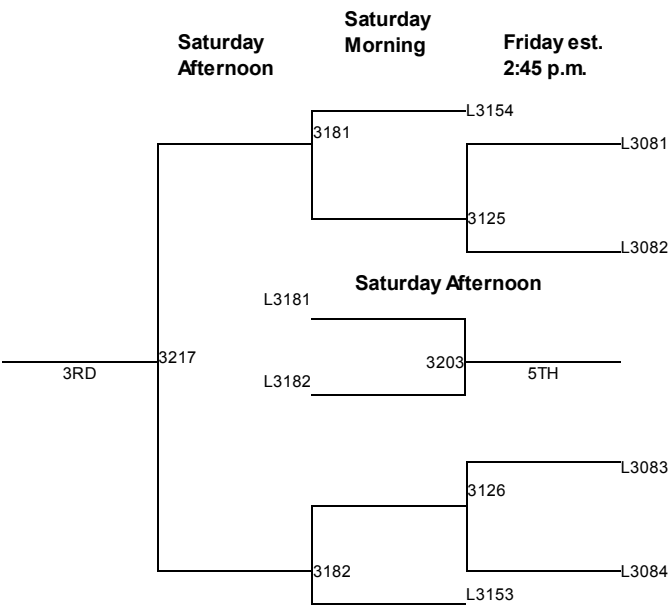 Saturday
Afternoon
Saturday
Morning
Friday est.
2:45 p.m.
L3154
3181
L3081
3125
L3082
Saturday Afternoon
L3181
3217
3203
3RD
5TH
L3182
L3083
3126
3182
L3084
L3153